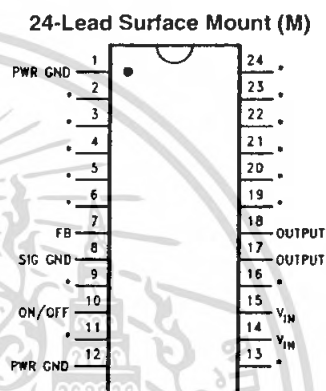 24-Lead Surface Mount (M)
PWR GND 1 24 *
* 2 23 *
* 3 22 *
* 4 21 *
* 5 20 *
* 6 19 *
FB 7 18 OUTPUT
SIG GND 8 17 OUTPUT
* 9 16 *
ON/OFF 10 15 VIN
* 11 14 VIN
PWR GND 12 13 *